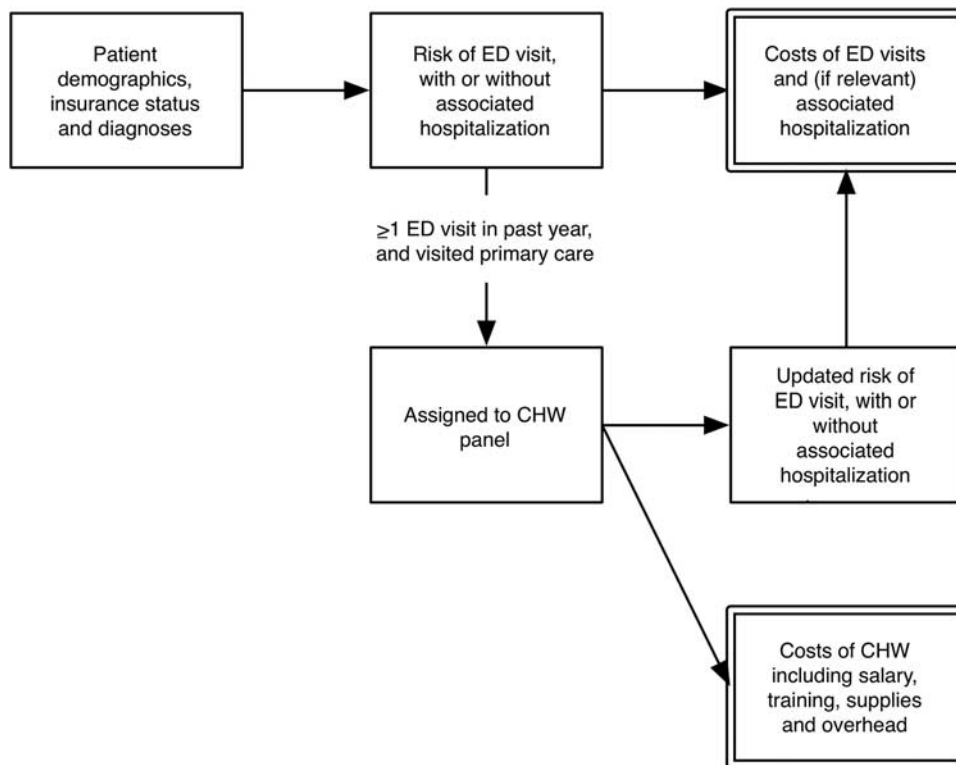 Patient
demographics,
insurance status
and diagnoses
Risk of ED visit,
with or without
associated
hospitalization
Costs of ED visits
and (if relevant)
associated
hospitalization
≥1 ED visit in past year,
and visited primary care
Assigned to CHW
panel
Updated risk of
ED visit, with or
without
associated
hospitalization
Costs of CHW
including salary,
training, supplies
and overhead